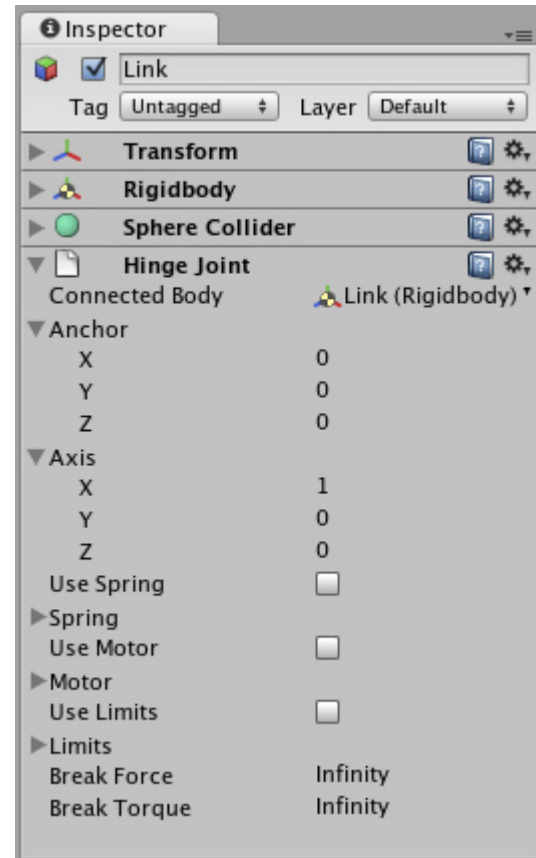 Inspector
Link
Tag Untagged Layer Default
Transform
Rigidbody
Sphere Collider
Hinge Joint
Connected Body Link (Rigidbody)
Anchor
X 0
Y 0
Z 0
Axis
X 1
Y 0
Z 0
Use Spring
Spring
Use Motor
Motor
Use Limits
Limits
Break Force Infinity
Break Torque Infinity